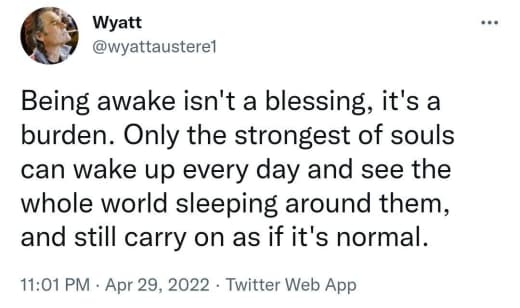 Wyatt
@wyattaustere1
Being awake isn't a blessing, it's a
burden. Only the strongest of souls
can wake up every day and see the
whole world sleeping around them,
and still carry on as if it's normal.
11:01 PM · Apr 29, 2022 · Twitter Web App